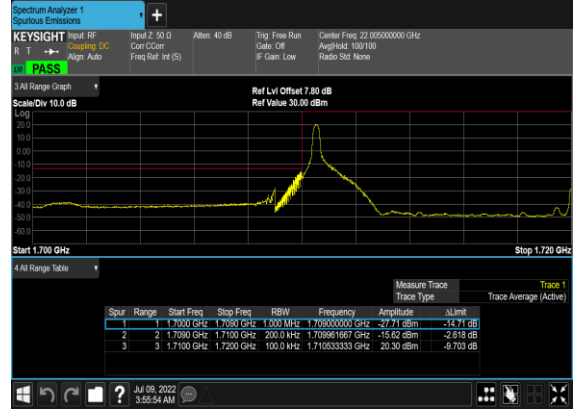 Spectrum Analyzer 1
Spurious Emissions
+
KEYSIGHT Input: RF Input Z: 50 Ω Atten: 40 dB Trig: Free Run Center Freq: 22.005000000 GHz
R T Coupling: DC Corr CCorr Gate: Off Avg|Hold: 100/100
Align: Auto Freq Ref: Int (S) IF Gain: Low Radio Std: None
PASS
3 All Range Graph
Ref Lvl Offset 7.80 dB
Scale/Div 10.0 dB Ref Value 30.00 dBm
Log
20.0
10.0
0.00
-10.0
-20.0
-30.0
-40.0
-50.0
-60.0
Start 1.700 GHz Stop 1.720 GHz
4 All Range Table
Measure Trace Trace 1
Trace Type Trace Average (Active)
Spur Range Start Freq Stop Freq RBW Frequency Amplitude ΔLimit
1 1 1.7000 GHz 1.7090 GHz 1.000 MHz 1.709000000 GHz -27.71 dBm -14.71 dB
2 2 1.7090 GHz 1.7100 GHz 200.0 kHz 1.709961667 GHz -15.62 dBm -2.618 dB
3 3 1.7100 GHz 1.7200 GHz 100.0 kHz 1.710533333 GHz 20.30 dBm -9.703 dB
? Jul 09, 2022
3:55:54 AM